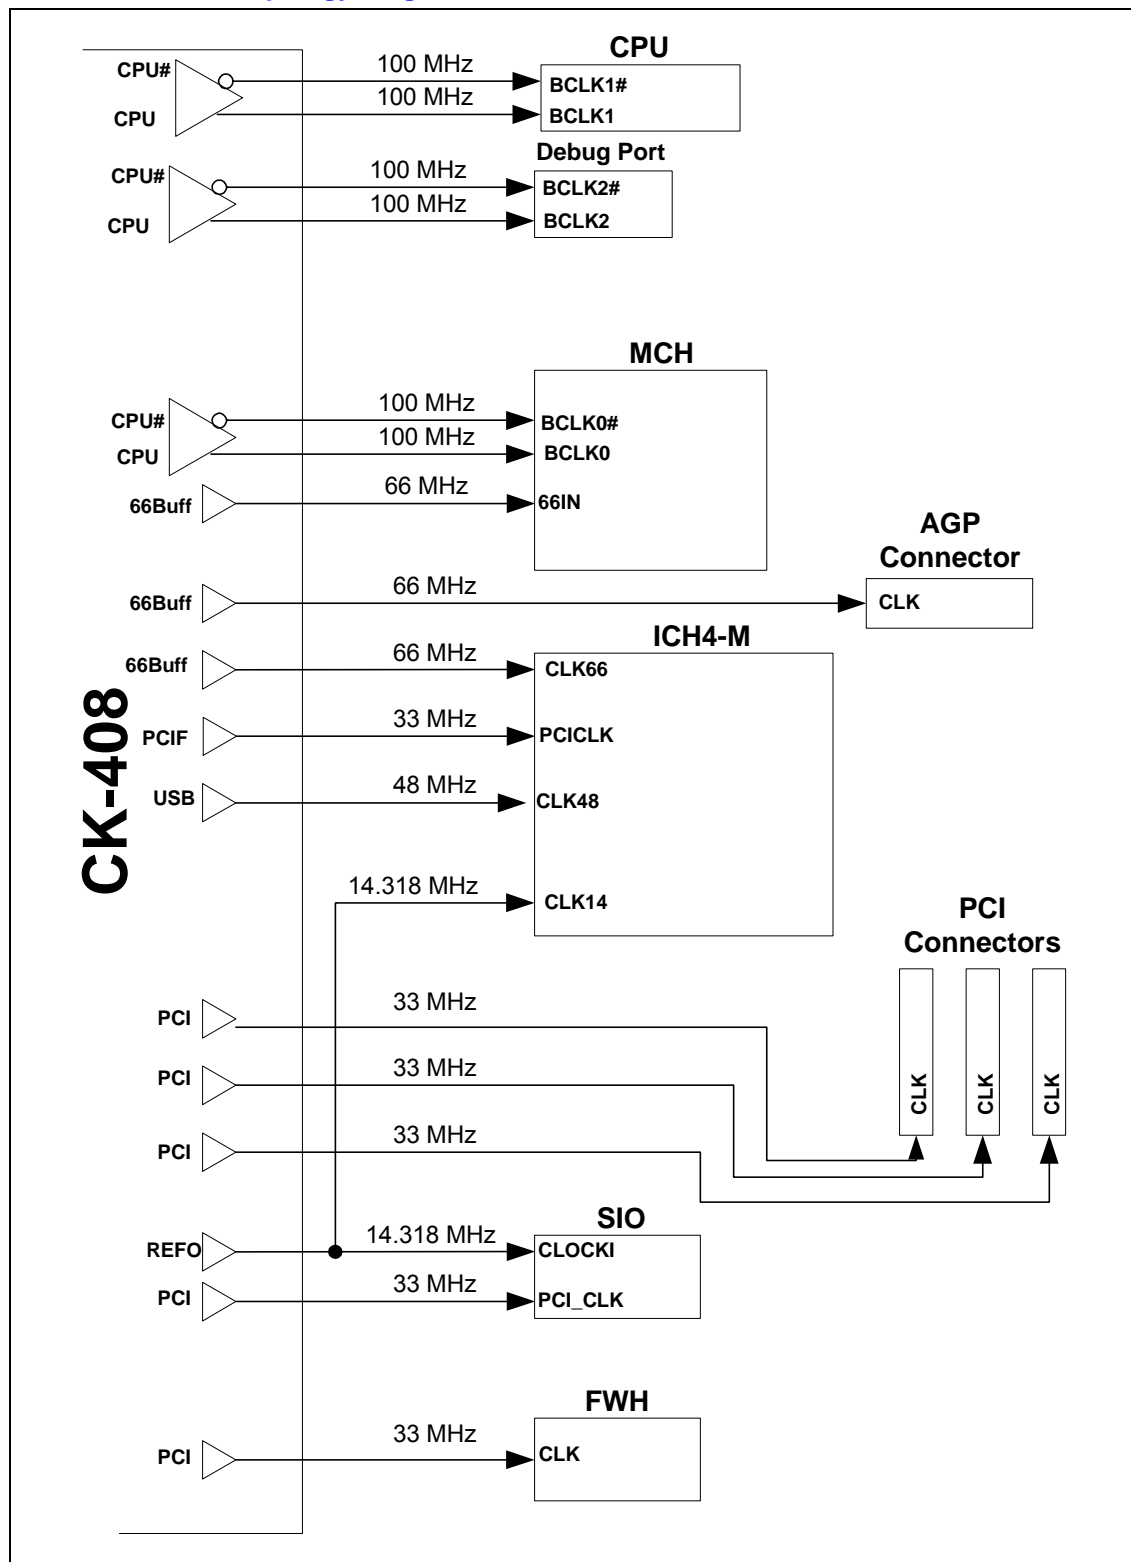 CPU
CPU#
100 MHz
BCLK1#
CPU
100 MHz
BCLK1
Debug Port
CPU#
100 MHz
BCLK2#
CPU
100 MHz
BCLK2
MCH
CPU#
100 MHz
BCLK0#
CPU
100 MHz
BCLK0
66Buff
66 MHz
66IN
AGP
Connector
66Buff
66 MHz
CLK
ICH4-M
66Buff
66 MHz
CLK66
CK-408
PCIF
33 MHz
PCICLK
USB
48 MHz
CLK48
14.318 MHz
CLK14
PCI
Connectors
PCI
33 MHz
CLK
PCI
33 MHz
CLK
PCI
33 MHz
CLK
SIO
REFO
14.318 MHz
CLOCKI
PCI
33 MHz
PCI_CLK
FWH
PCI
33 MHz
CLK